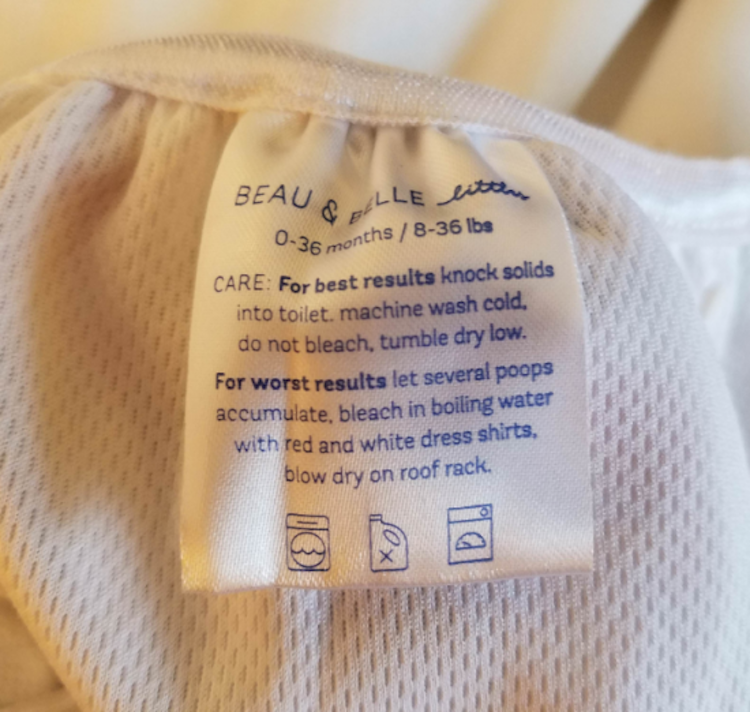 BEAU & BELLE littles
0-36 months / 8-36 lbs
CARE: For best results knock solids
into toilet. machine wash cold,
do not bleach, tumble dry low.
For worst results let several poops
accumulate, bleach in boiling water
with red and white dress shirts,
blow dry on roof rack.